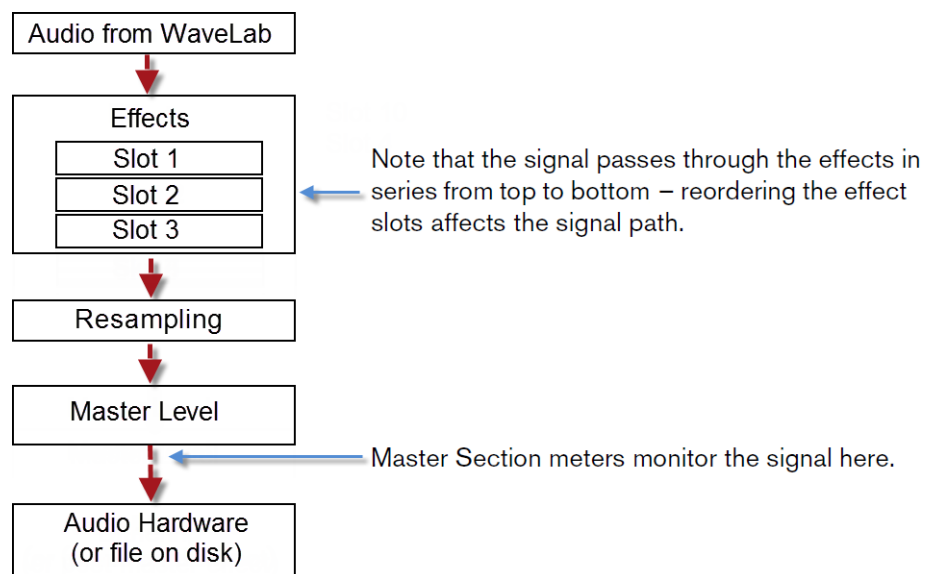 Audio from WaveLab
Effects
Slot 1
Slot 2
Slot 3
Note that the signal passes through the effects in
series from top to bottom – reordering the effect
slots affects the signal path.
Resampling
Master Level
Master Section meters monitor the signal here.
Audio Hardware
(or file on disk)